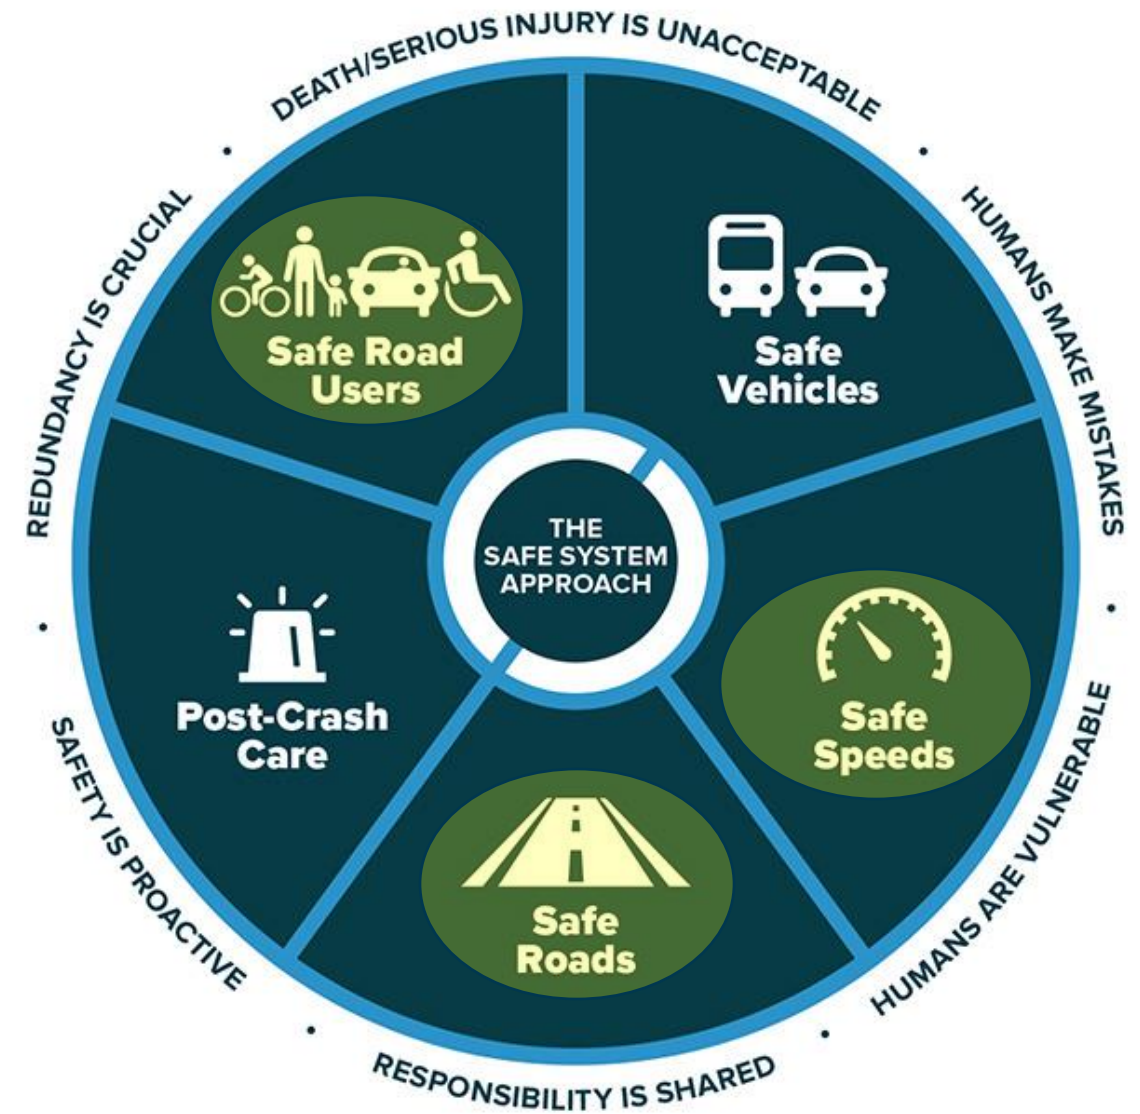 DEATH/SERIOUS INJURY IS UNACCEPTABLE
HUMANS MAKE MISTAKES
HUMANS ARE VULNERABLE
RESPONSIBILITY IS SHARED
SAFETY IS PROACTIVE
REDUNDANCY IS CRUCIAL
Safe Road
Users
Safe
Vehicles
THE
SAFE SYSTEM
APPROACH
Safe
Speeds
Post-Crash
Care
Safe
Roads